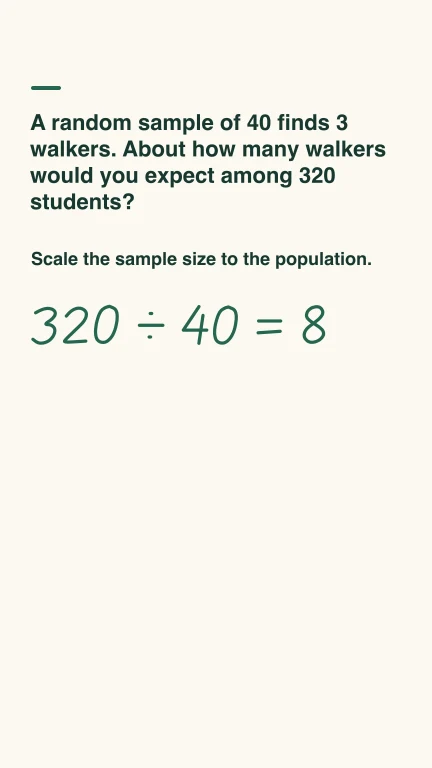 A random sample of 40 finds 3
walkers. About how many walkers
would you expect among 320
students?
Scale the sample size to the population.
320 ÷ 40 = 8